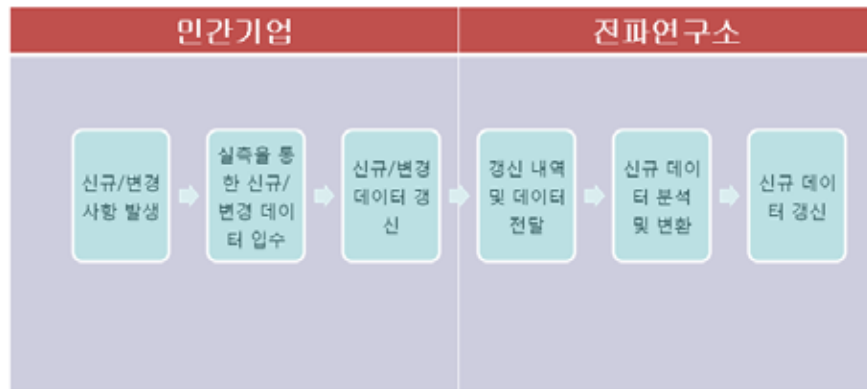 민간기업
전파연구소
신규/변경
사항 발생
실측을 통
한 신규/
변경 데이
터 입수
신규/변경
데이터 갱
신
갱신 내역
및 데이터
전달
신규 데이
터 분석
및 변환
신규 데이
터 갱신